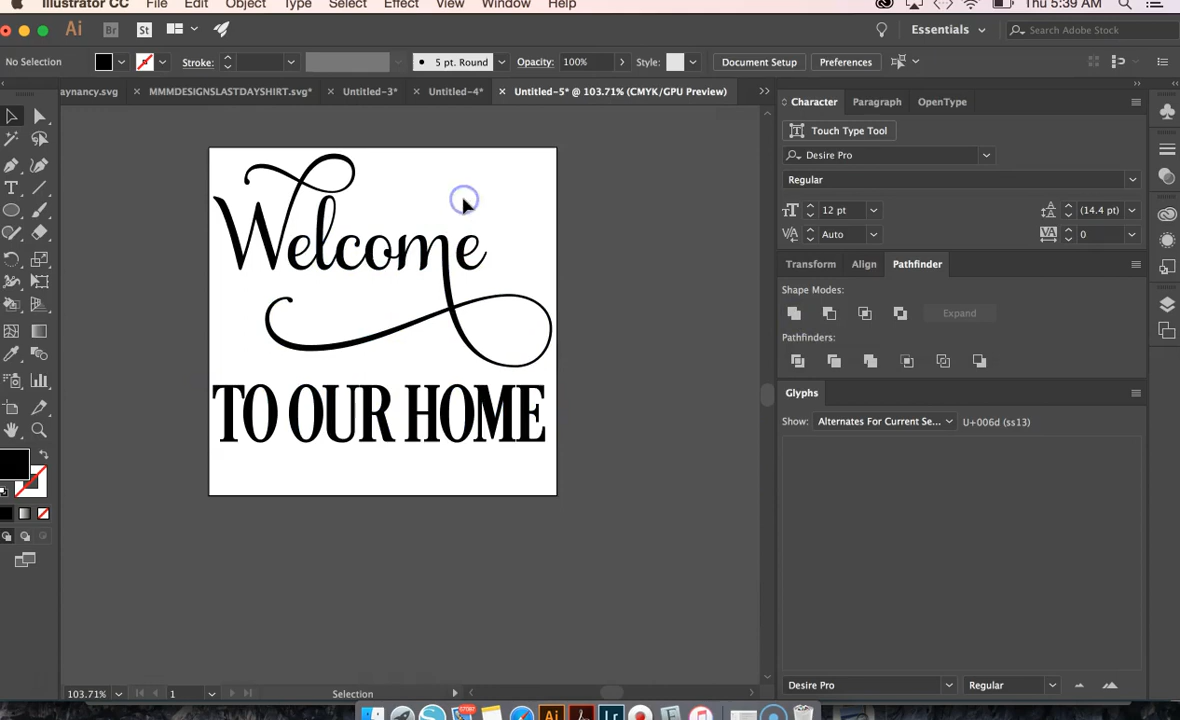 Illustrator CC File Edit Object Type Select Effect View Window Help Thu 5:39 AM
Ai Br St Essentials Search Adobe Stock
No Selection Stroke: 5 pt. Round Opacity: 100% Style: Document Setup Preferences
aynancy.svg MMMDESIGNSLASTDAYSHIRT.svg* Untitled-3* Untitled-4* Untitled-5* @ 103.71% (CMYK/GPU Preview)
Character Paragraph OpenType
Touch Type Tool
Desire Pro
Regular
12 pt (14.4 pt)
Auto 0
Transform Align Pathfinder
Shape Modes:
Expand
Pathfinders:
Glyphs
Show: Alternates For Current Se... U+006d (ss13)
Welcome
TO OUR HOME
103.71% 1 Selection Desire Pro Regular